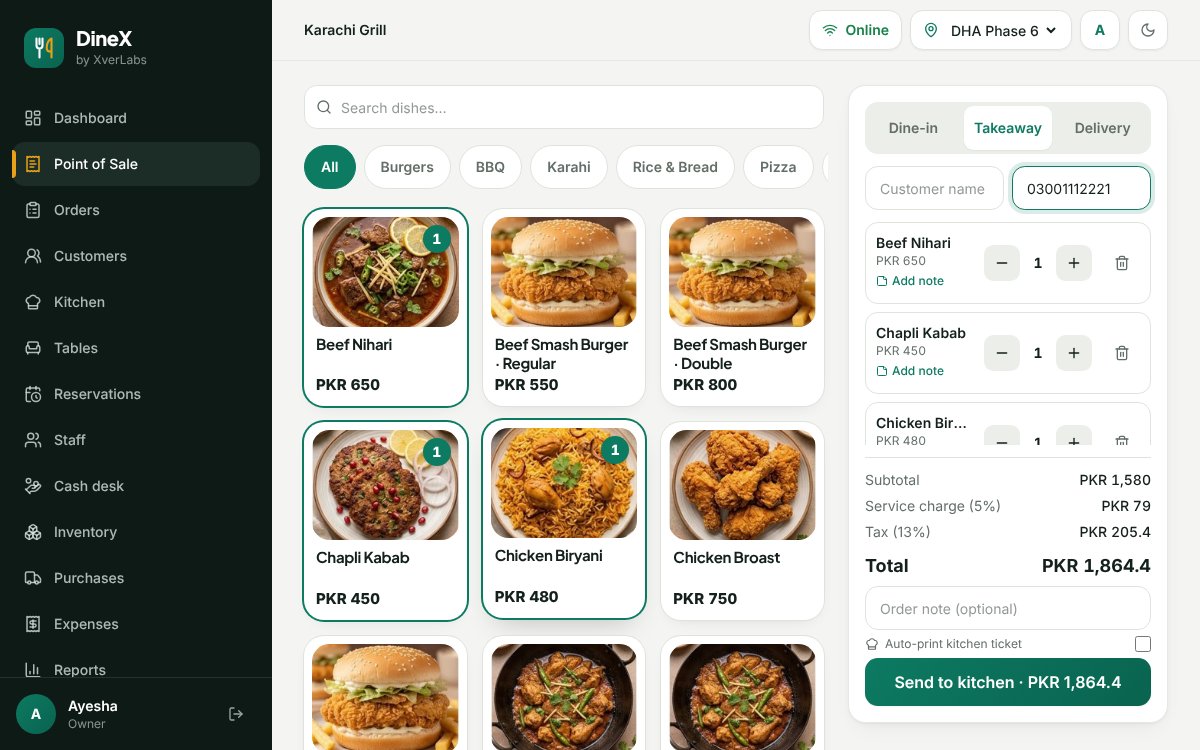 DineX
by XverLabs
Dashboard
Point of Sale
Orders
Customers
Kitchen
Tables
Reservations
Staff
Cash desk
Inventory
Purchases
Expenses
Reports
A
Ayesha
Owner
Karachi Grill
Online
DHA Phase 6
A
Search dishes...
All
Burgers
BBQ
Karahi
Rice & Bread
Pizza
1
Beef Nihari
PKR 650
Beef Smash Burger
· Regular
PKR 550
Beef Smash Burger
· Double
PKR 800
1
Chapli Kabab
PKR 450
1
Chicken Biryani
PKR 480
Chicken Broast
PKR 750
Dine-in
Takeaway
Delivery
Customer name
03001112221
Beef Nihari
PKR 650
Add note
− 1 +
Chapli Kabab
PKR 450
Add note
− 1 +
Chicken Bir...
PKR 480
− 1 +
Subtotal PKR 1,580
Service charge (5%) PKR 79
Tax (13%) PKR 205.4
Total PKR 1,864.4
Order note (optional)
Auto-print kitchen ticket
Send to kitchen · PKR 1,864.4